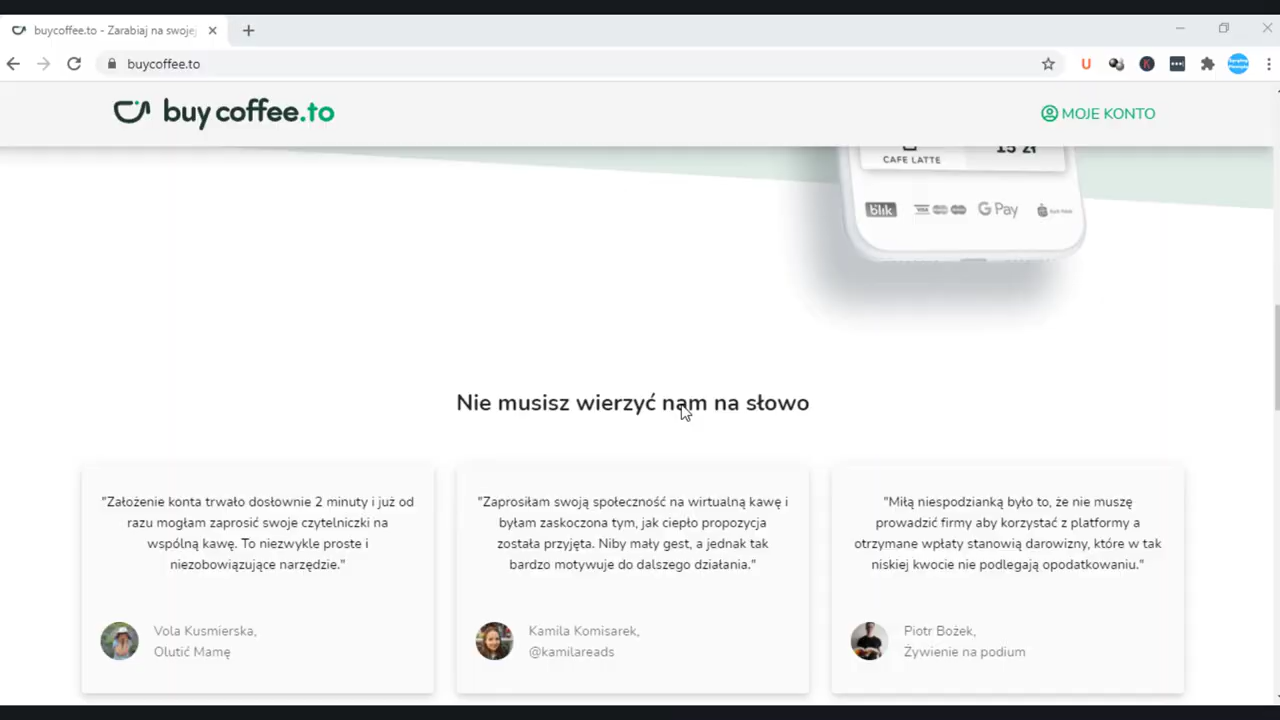 buycoffee.to - Zarabiaj na swojej
buycoffee.to
buy coffee.to
MOJE KONTO
CAFE LATTE
15 zł
blik
VISA
G Pay
Nie musisz wierzyć nam na słowo
"Założenie konta trwało dosłownie 2 minuty i już od
razu mogłam zaprosić swoje czytelniczki na
wspólną kawę. To niezwykle proste i
niezobowiązujące narzędzie."
Vola Kusmierska,
Olutić Mamę
"Zaprosiłam swoją społeczność na wirtualną kawę i
byłam zaskoczona tym, jak ciepło propozycja
została przyjęta. Niby mały gest, a jednak tak
bardzo motywuje do dalszego działania."
Kamila Komisarek,
@kamilareads
"Miłą niespodzianką było to, że nie muszę
prowadzić firmy aby korzystać z platformy a
otrzymane wpłaty stanowią darowizny, które w tak
niskiej kwocie nie podlegają opodatkowaniu."
Piotr Bożek,
Żywienie na podium